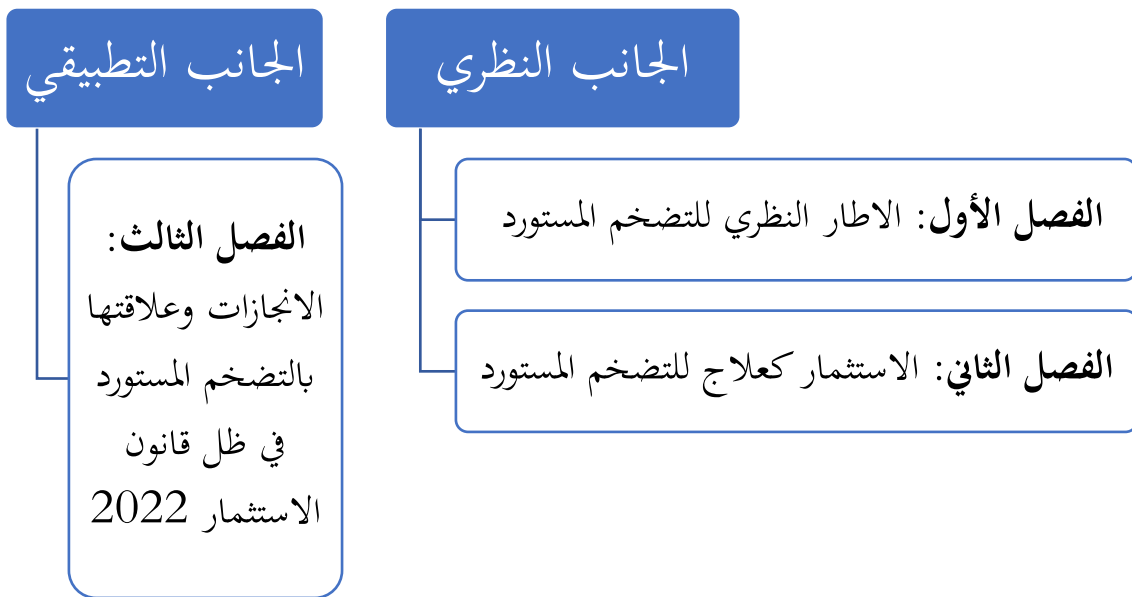 الجانب النظري
الفصل الأول: الاطار النظري للتضخم المستورد
الفصل الثاني: الاستثمار كعلاج للتضخم المستورد
الجانب التطبيقي
الفصل الثالث:
الانجازات وعلاقتها
بالتضخم المستورد
في ظل قانون
الاستثمار 2022